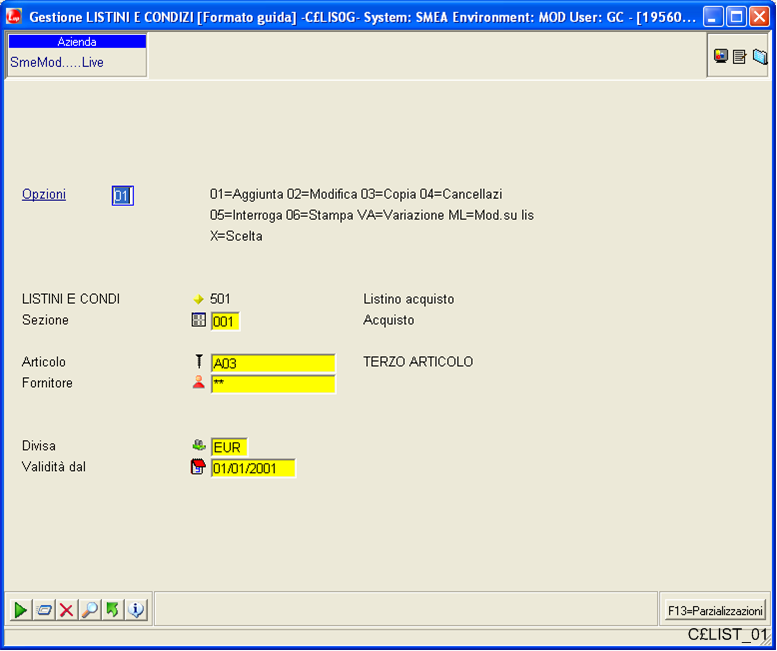 Gestione LISTINI E CONDIZI [Formato guida] -C£LIS0G- System: SMEA Environment: MOD User: GC - [19560...
Azienda
SmeMod.....Live
Opzioni 01 01=Aggiunta 02=Modifica 03=Copia 04=Cancellazi
05=Interroga 06=Stampa VA=Variazione ML=Mod.su lis
X=Scelta
LISTINI E CONDI 501 Listino acquisto
Sezione 001 Acquisto
Articolo A03 TERZO ARTICOLO
Fornitore **
Divisa EUR
Validità dal 01/01/2001
F13=Parzializzazioni
C£LIST_01